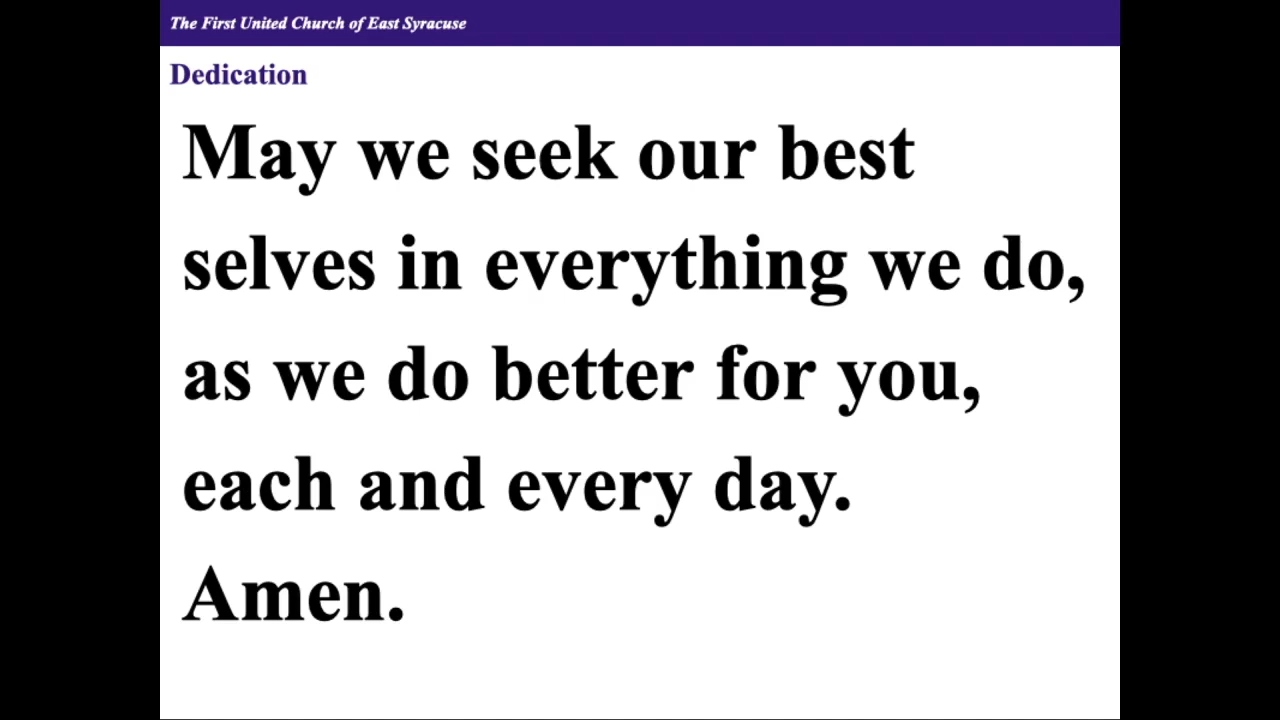 The First United Church of East Syracuse
Dedication
May we seek our best
selves in everything we do,
as we do better for you,
each and every day.
Amen.